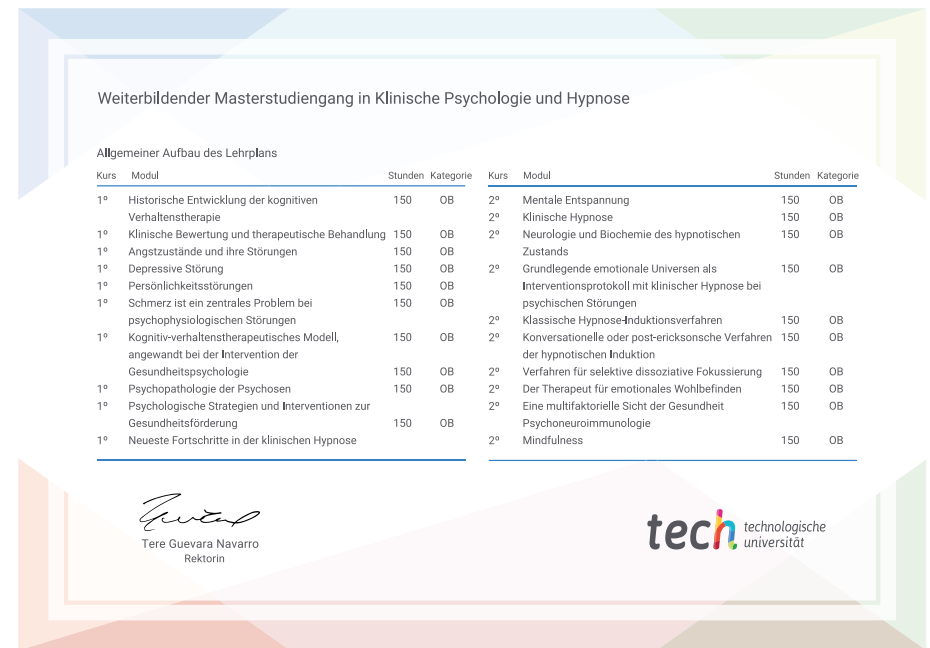 Weiterbildender Masterstudiengang in Klinische Psychologie und Hypnose
Allgemeiner Aufbau des Lehrplans
Kurs Modul Stunden Kategorie
1º Historische Entwicklung der kognitiven 150 OB
Verhaltenstherapie
1º Klinische Bewertung und therapeutische Behandlung 150 OB
1º Angstzustände und ihre Störungen 150 OB
1º Depressive Störung 150 OB
1º Persönlichkeitsstörungen 150 OB
1º Schmerz ist ein zentrales Problem bei 150 OB
psychophysiologischen Störungen
1º Kognitiv-verhaltenstherapeutisches Modell, 150 OB
angewandt bei der Intervention der
Gesundheitspsychologie 150 OB
1º Psychopathologie der Psychosen 150 OB
1º Psychologische Strategien und Interventionen zur
Gesundheitsförderung 150 OB
1º Neueste Fortschritte in der klinischen Hypnose
Kurs Modul Stunden Kategorie
2º Mentale Entspannung 150 OB
2º Klinische Hypnose 150 OB
2º Neurologie und Biochemie des hypnotischen 150 OB
Zustands
2º Grundlegende emotionale Universen als 150 OB
Interventionsprotokoll mit klinischer Hypnose bei
psychischen Störungen
2º Klassische Hypnose-Induktionsverfahren 150 OB
2º Konversationelle oder post-ericksonsche Verfahren 150 OB
der hypnotischen Induktion
2º Verfahren für selektive dissoziative Fokussierung 150 OB
2º Der Therapeut für emotionales Wohlbefinden 150 OB
2º Eine multifaktorielle Sicht der Gesundheit 150 OB
Psychoneuroimmunologie
2º Mindfulness 150 OB
Tere Guevara Navarro
Rektorin
tech technologische
universität